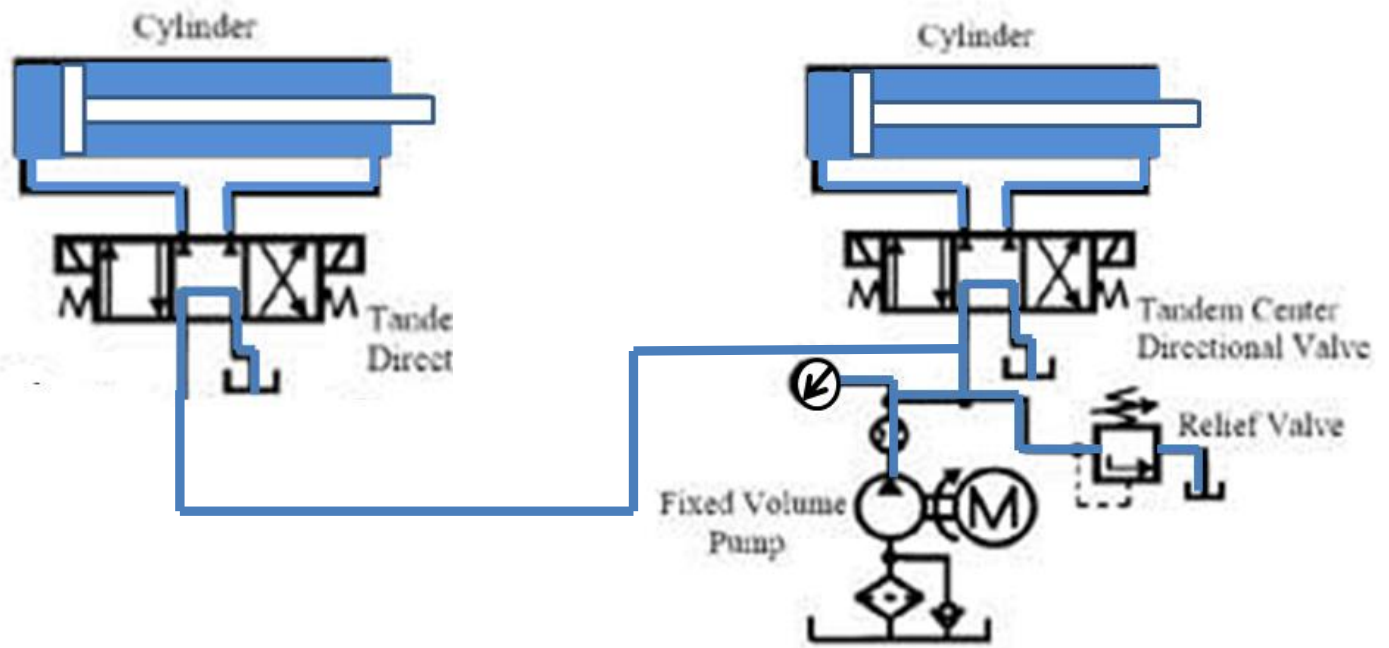 Cylinder
Cylinder
M
M
Tande
Direct
M
M
Tandem Center
Directional Valve
Relief Valve
Fixed Volume
Pump
M